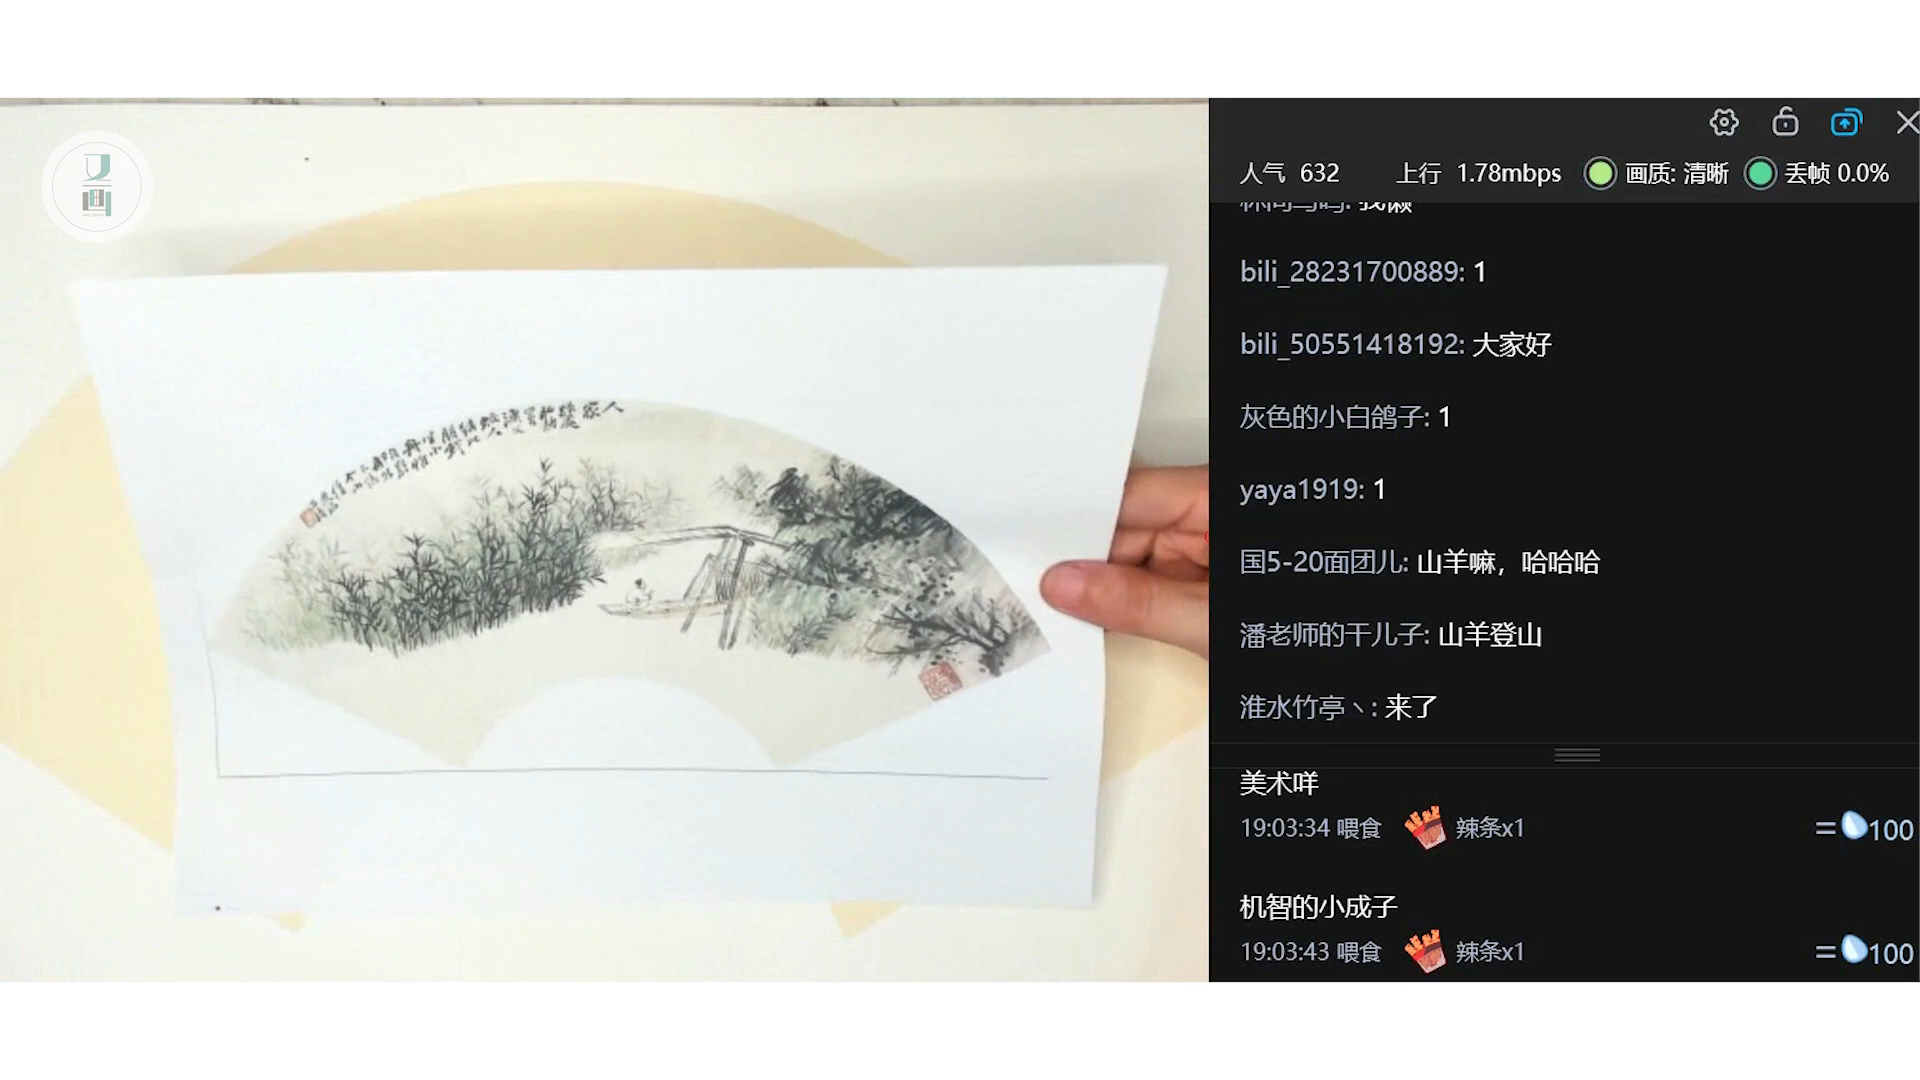 人气 632 上行 1.78mbps 画质: 清晰 丢帧 0.0%
bili_28231700889: 1
bili_50551418192: 大家好
灰色的小白鸽子: 1
yaya1919: 1
国5-20面团儿: 山羊嘛，哈哈哈
潘老师的干儿子: 山羊登山
淮水竹亭丶: 来了
美术咩
19:03:34 喂食 辣条x1 =100
机智的小成子
19:03:43 喂食 辣条x1 =100